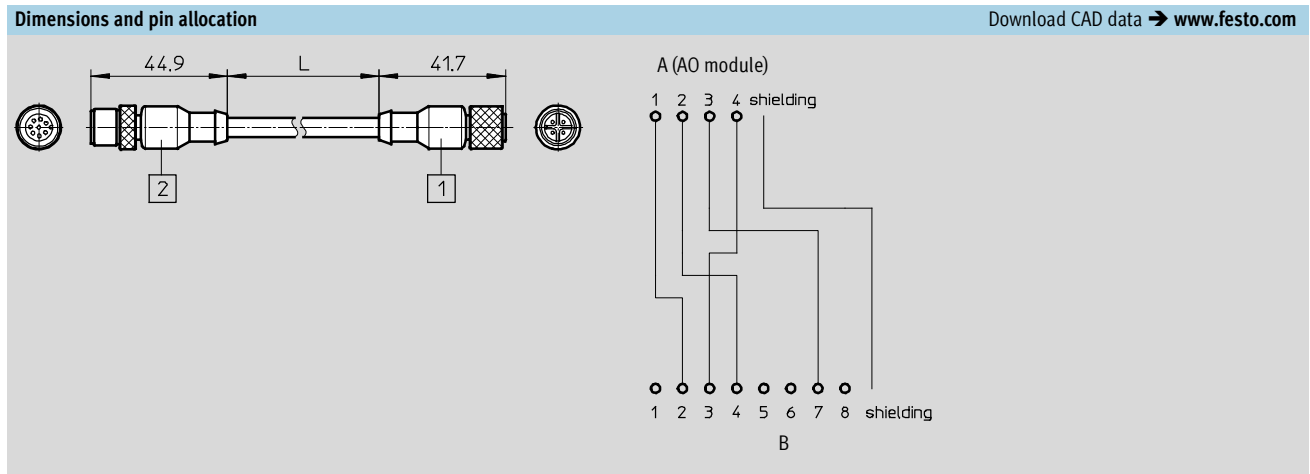 Dimensions and pin allocation
Download CAD data ➔ www.festo.com
44.9
L
41.7
2
1
A (AO module)
1 2 3 4 shielding
1 2 3 4 5 6 7 8 shielding
B